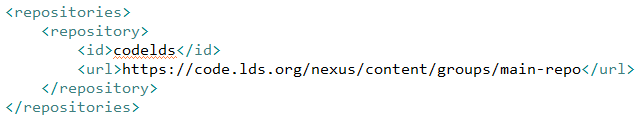 <repositories>
    <repository>
        <id>codelds</id>
        <url>https://code.lds.org/nexus/content/groups/main-repo</url>
    </repository>
</repositories>